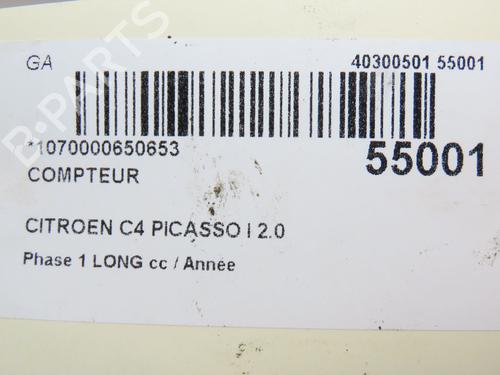 GA
40300501 55001
*1070000650653
55001
COMPTEUR
CITROEN C4 PICASSO I 2.0
Phase 1 LONG cc / Année
B-PARTS